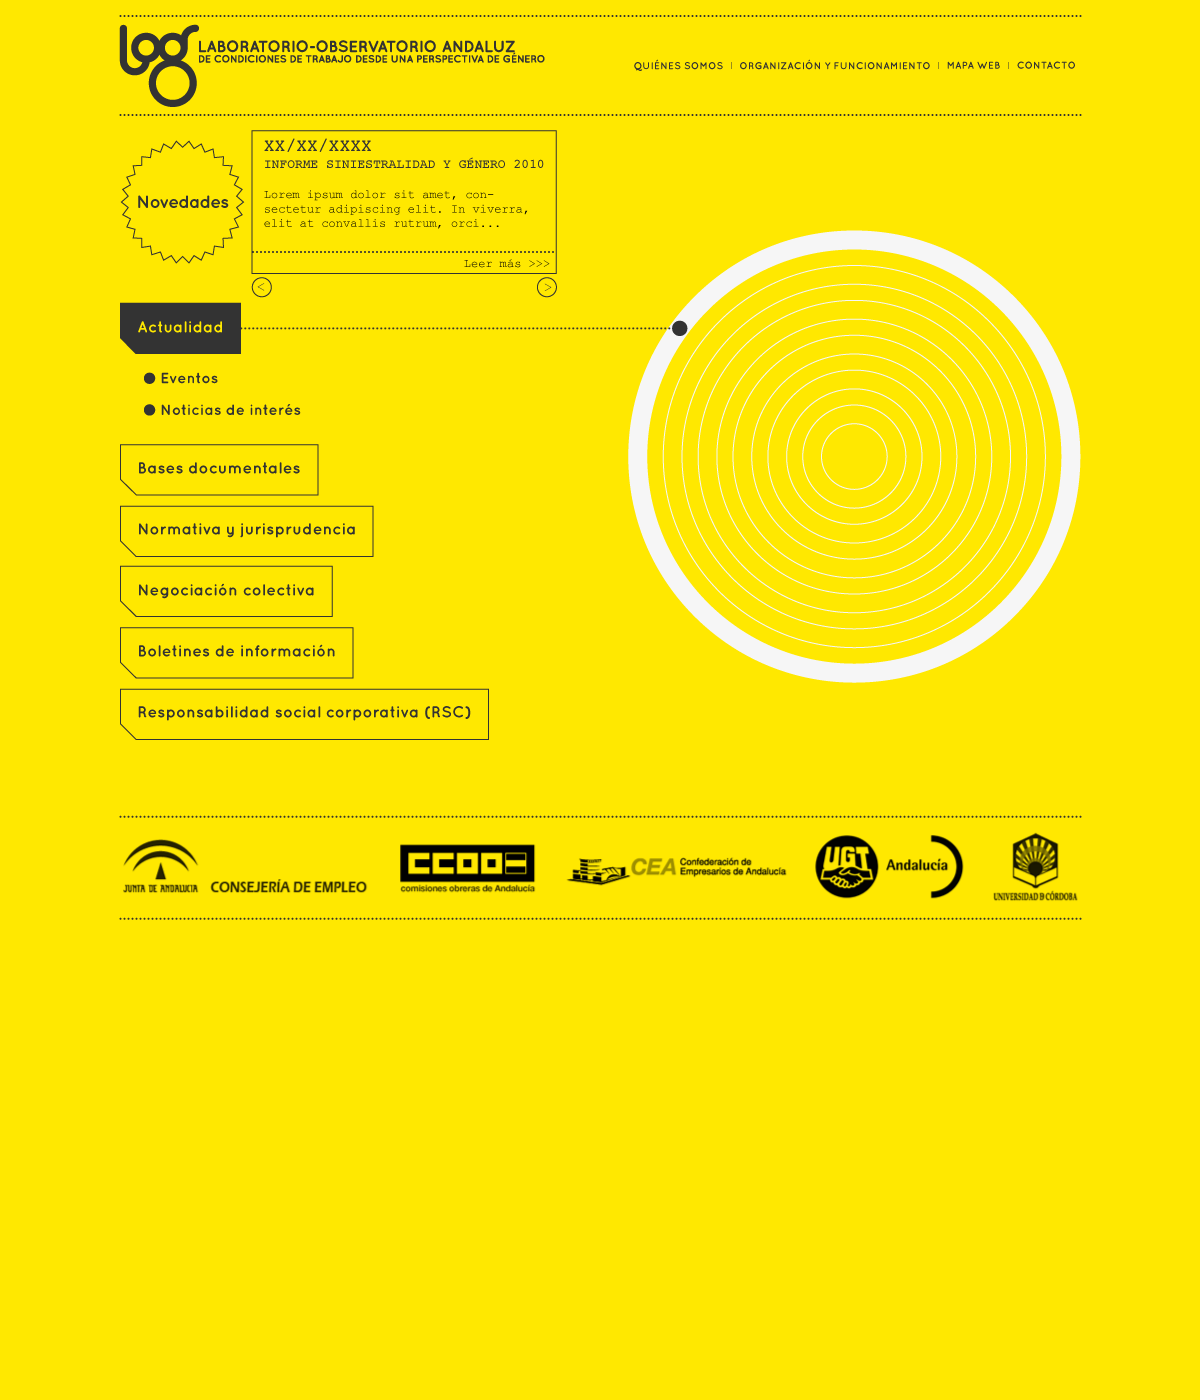 log
LABORATORIO-OBSERVATORIO ANDALUZ
DE CONDICIONES DE TRABAJO DESDE UNA PERSPECTIVA DE GÉNERO
QUIÉNES SOMOS | ORGANIZACIÓN Y FUNCIONAMIENTO | MAPA WEB | CONTACTO
Novedades
XX/XX/XXXX
INFORME SINIESTRALIDAD Y GÉNERO 2010
Lorem ipsum dolor sit amet, con-
sectetur adipiscing elit. In viverra,
elit at convallis rutrum, orci...
Leer más >>>
< >
Actualidad
Eventos
Noticias de interés
Bases documentales
Normativa y jurisprudencia
Negociación colectiva
Boletines de información
Responsabilidad social corporativa (RSC)
JUNTA DE ANDALUCIA
CONSEJERÍA DE EMPLEO
CCOO
comisiones obreras de Andalucía
CEA
Confederación de
Empresarios de Andalucía
UGT
Andalucía
UNIVERSIDAD D CÓRDOBA